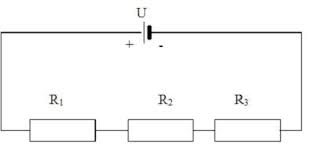 U
+ -
R₁ R₂ R₃